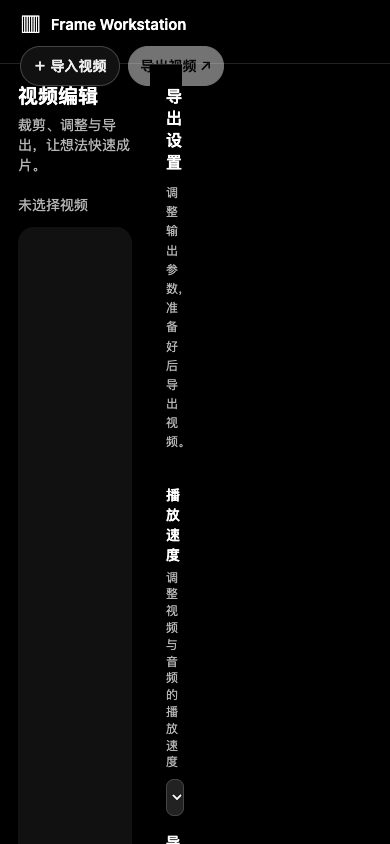 Frame Workstation
+ 导入视频
导出视频 ↗
视频编辑
裁剪、调整与导
出，让想法快速成
片。
未选择视频
导
出
设
置
调
整
输
出
参
数，
准
备
好
后
导
出
视
频。
播
放
速
度
调
整
视
频
与
音
频
的
播
放
速
度